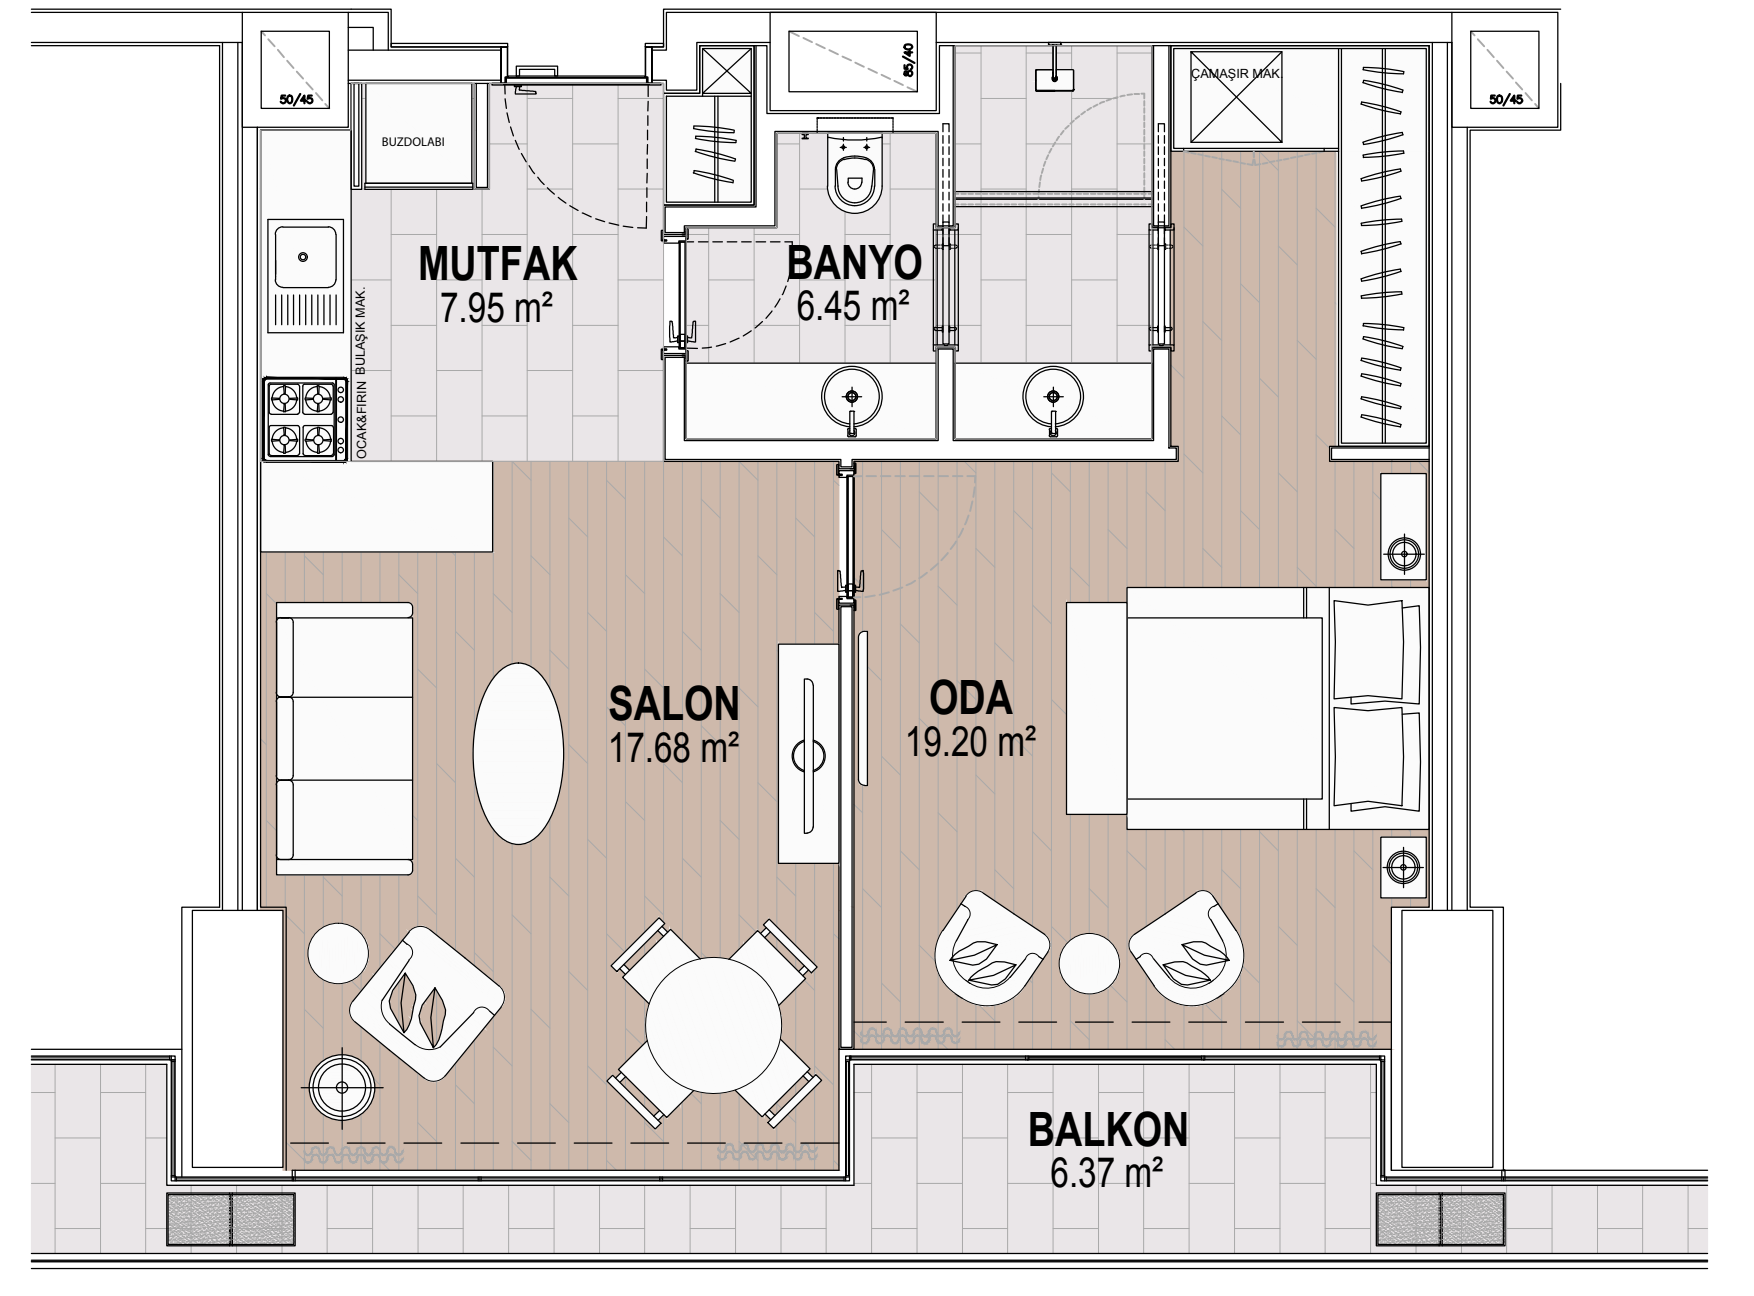 85/40
ÇAMAŞIR MAK.
50/45
50/45
BUZDOLABI
MUTFAK
7.95 m²
BANYO
6.45 m²
OCAK&FIRIN BULAŞIK MAK.
SALON
17.68 m²
ODA
19.20 m²
BALKON
6.37 m²